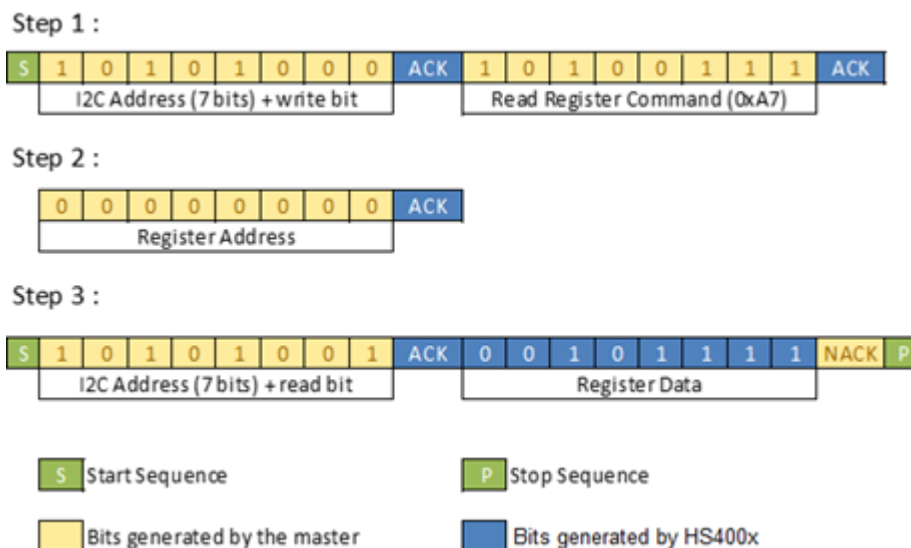 Step 1 :
S 1 0 1 0 1 0 0 0 ACK 1 0 1 0 0 1 1 1 ACK
I2C Address (7 bits) + write bit Read Register Command (0xA7)
Step 2 :
0 0 0 0 0 0 0 0 ACK
Register Address
Step 3 :
S 1 0 1 0 1 0 0 1 ACK 0 0 1 0 1 1 1 1 NACK P
I2C Address (7 bits) + read bit Register Data
S Start Sequence P Stop Sequence
Bits generated by the master Bits generated by HS400x